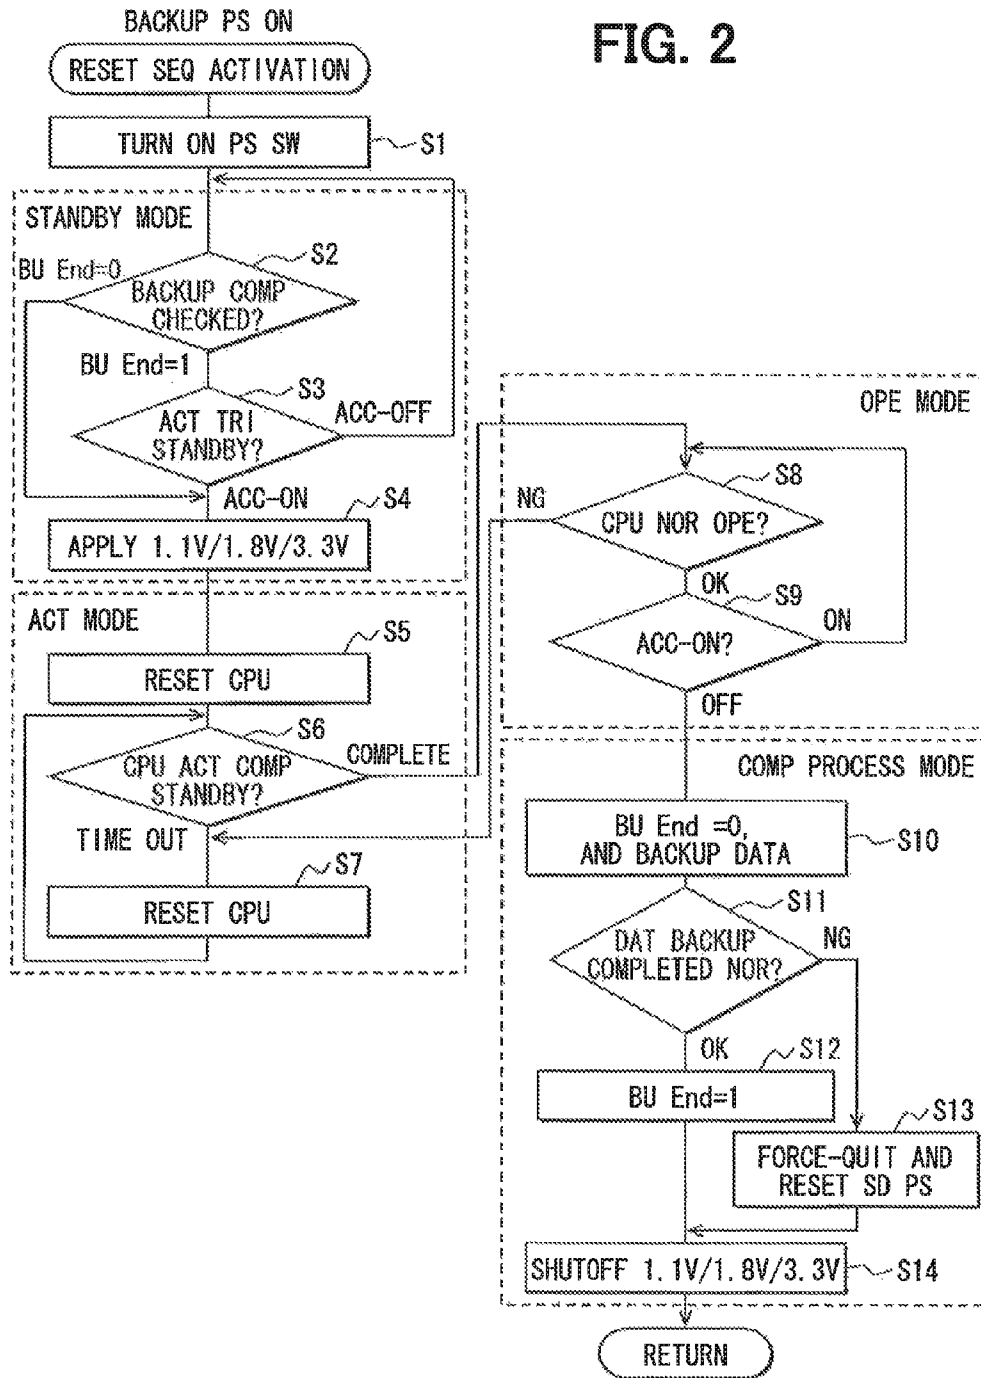 FIG. 2
BACKUP PS ON
RESET SEQ ACTIVATION
TURN ON PS SW
S1
STANDBY MODE
S2
BU End=0
BACKUP COMP
CHECKED?
BU End=1
S3
ACC-OFF
ACT TRI
STANDBY?
ACC-ON
S4
APPLY 1.1V/1.8V/3.3V
ACT MODE
S5
RESET CPU
S6
COMPLETE
CPU ACT COMP
STANDBY?
TIME OUT
S7
RESET CPU
OPE MODE
S8
NG
CPU NOR OPE?
OK
S9
ON
ACC-ON?
OFF
COMP PROCESS MODE
BU End =0,
AND BACKUP DATA
S10
S11
NG
DAT BACKUP
COMPLETED NOR?
OK
S12
BU End=1
S13
FORCE-QUIT AND
RESET SD PS
SHUTOFF 1.1V/1.8V/3.3V
S14
RETURN